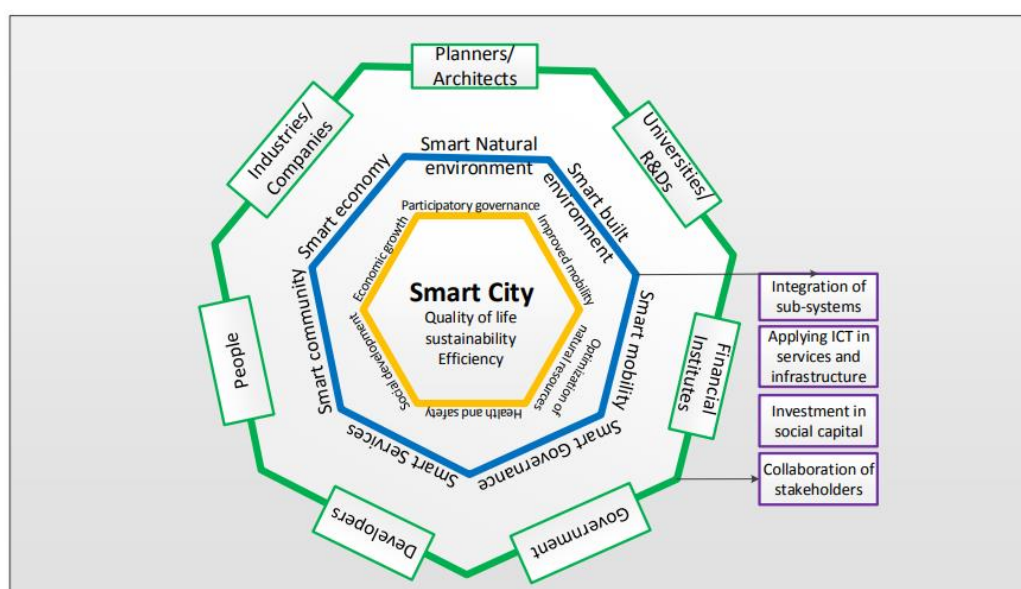 Planners/
Architects
Industries/
Companies
Universities/
R&Ds
Smart Natural
environment
Smart economy
Smart built
environment
Participatory governance
Economic growth
Improved mobility
Smart City
Quality of life
sustainability
Efficiency
Integration of
sub-systems
Smart community
Smart mobility
People
Financial
Institutes
Applying ICT in
services and
infrastructure
Social development
Optimization of
natural resources
Health and safety
Investment in
social capital
Smart Services
Smart Governance
Collaboration of
stakeholders
Developers
Government